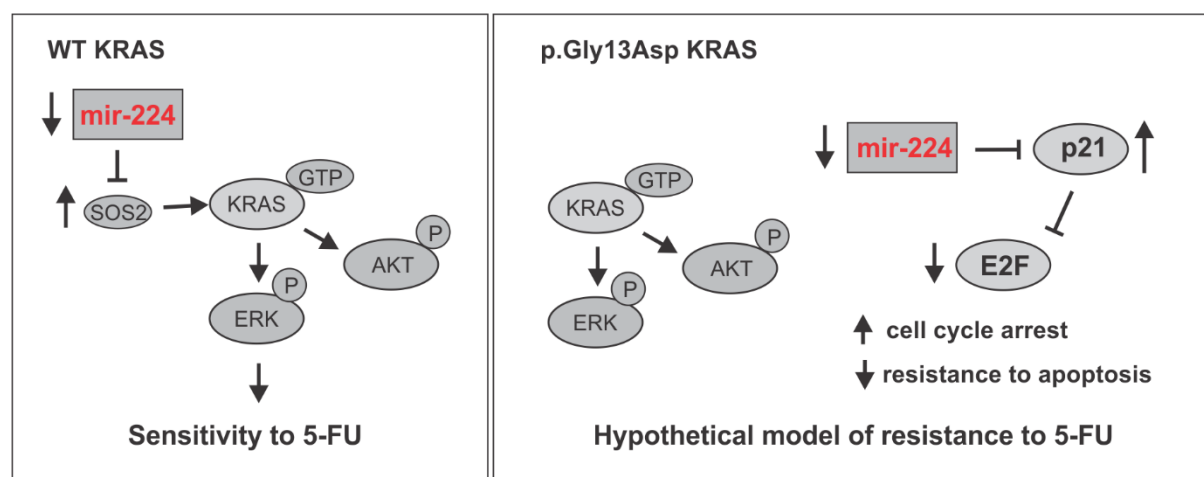 WT KRAS
mir-224
SOS2
KRAS
GTP
AKT
P
ERK
P
Sensitivity to 5-FU
p.Gly13Asp KRAS
KRAS
GTP
AKT
P
ERK
P
mir-224
p21
E2F
cell cycle arrest
resistance to apoptosis
Hypothetical model of resistance to 5-FU